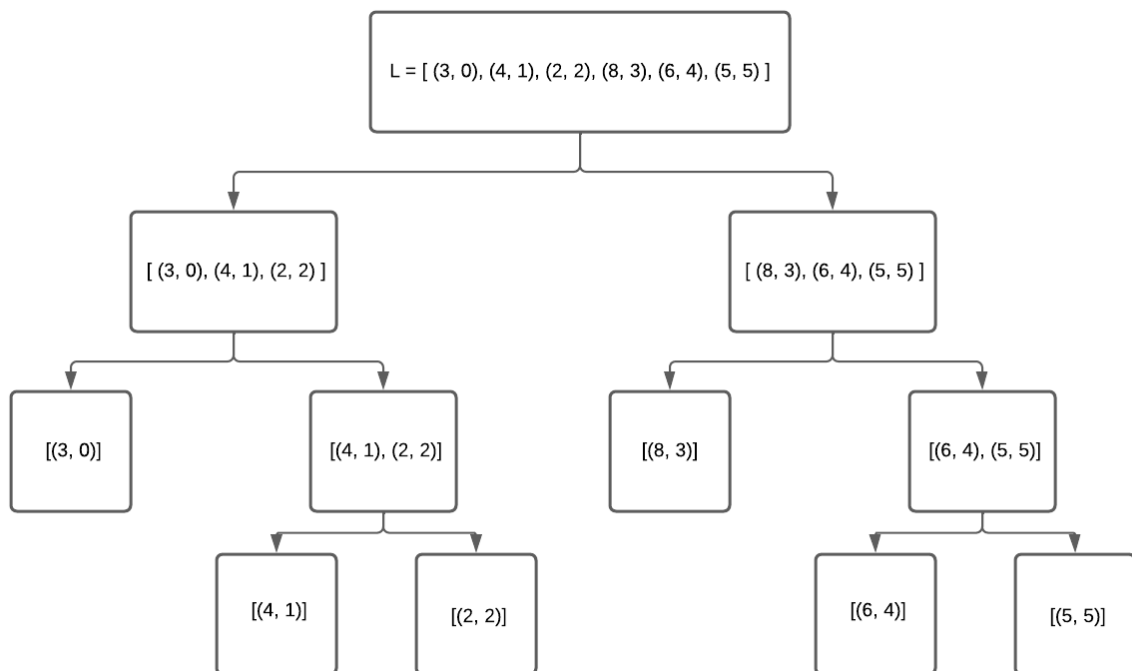 L = [ (3, 0), (4, 1), (2, 2), (8, 3), (6, 4), (5, 5) ]
[ (3, 0), (4, 1), (2, 2) ]
[ (8, 3), (6, 4), (5, 5) ]
[(3, 0)]
[(4, 1), (2, 2)]
[(8, 3)]
[(6, 4), (5, 5)]
[(4, 1)]
[(2, 2)]
[(6, 4)]
[(5, 5)]